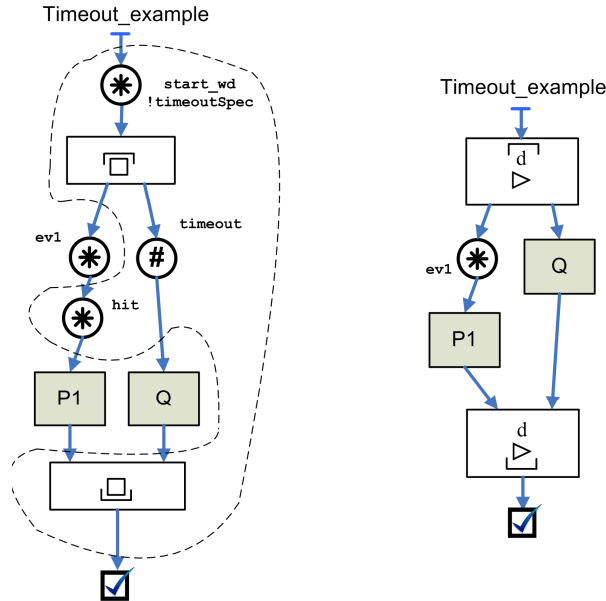 Timeout_example
start_wd
!timeoutSpec
timeout
ev1
#
hit
P1
Q
Timeout_example
d
ev1
Q
P1
d